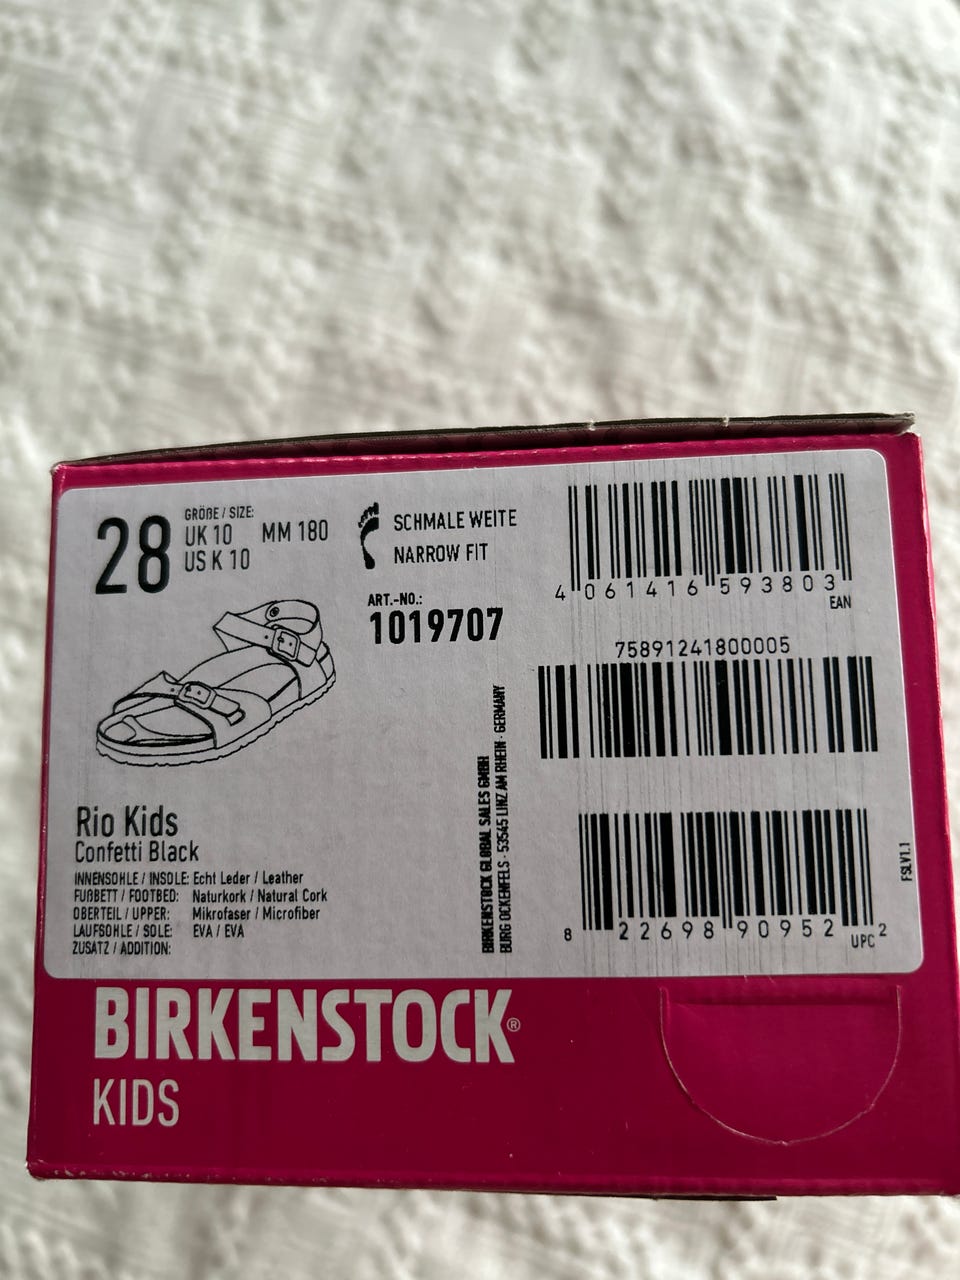 28
GRÖẞE / SIZE:
UK 10 MM 180
US K 10
SCHMALE WEITE
NARROW FIT
ART.-NO.:
1019707
4 061416 593803
EAN
75891241800005
Rio Kids
Confetti Black
INNENSOHLE / INSOLE: Echt Leder / Leather
FUẞBETT / FOOTBED: Naturkork / Natural Cork
OBERTEIL / UPPER: Mikrofaser / Microfiber
LAUFSOHLE / SOLE: EVA / EVA
ZUSATZ / ADDITION:
BIRKENSTOCK GLOBAL SALES GMBH
BURG OCKENFELS · 53545 LINZ AM RHEIN · GERMANY
8 22698 90952 2
UPC
FSLV1.1
BIRKENSTOCK®
KIDS